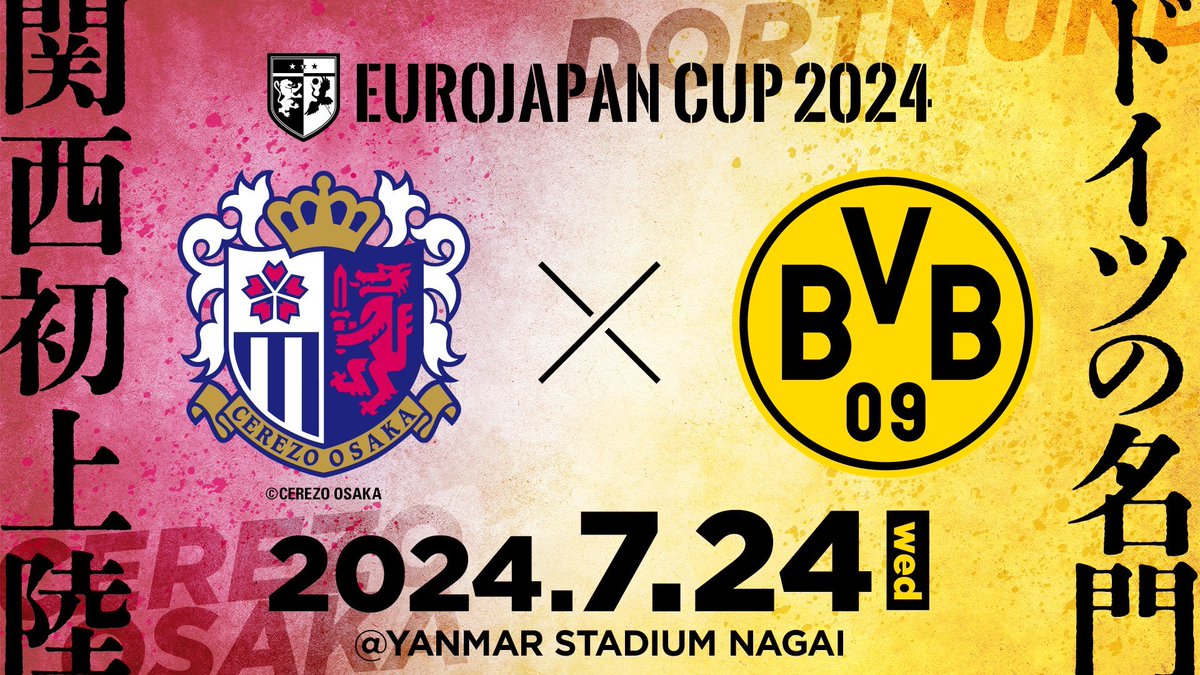 DORTMUND
EUROJAPAN CUP 2024
ドイツの名門
関西初上陸
CEREZO OSAKA
BVB
09
©CEREZO OSAKA
CEREZO
OSAKA
2024.7.24 wed
@YANMAR STADIUM NAGAI